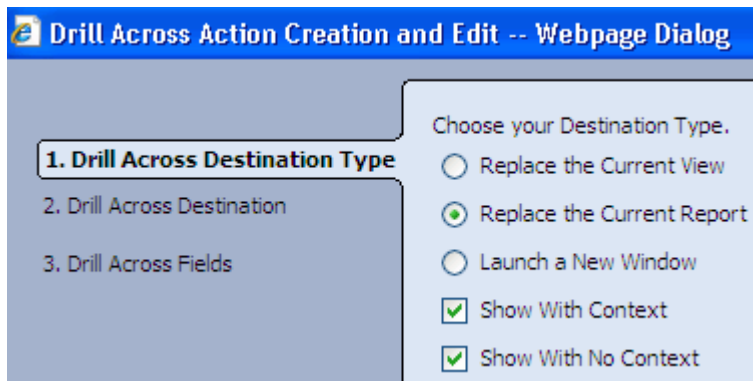 Drill Across Action Creation and Edit -- Webpage Dialog
Choose your Destination Type.
1. Drill Across Destination Type
Replace the Current View
2. Drill Across Destination
Replace the Current Report
3. Drill Across Fields
Launch a New Window
Show With Context
Show With No Context